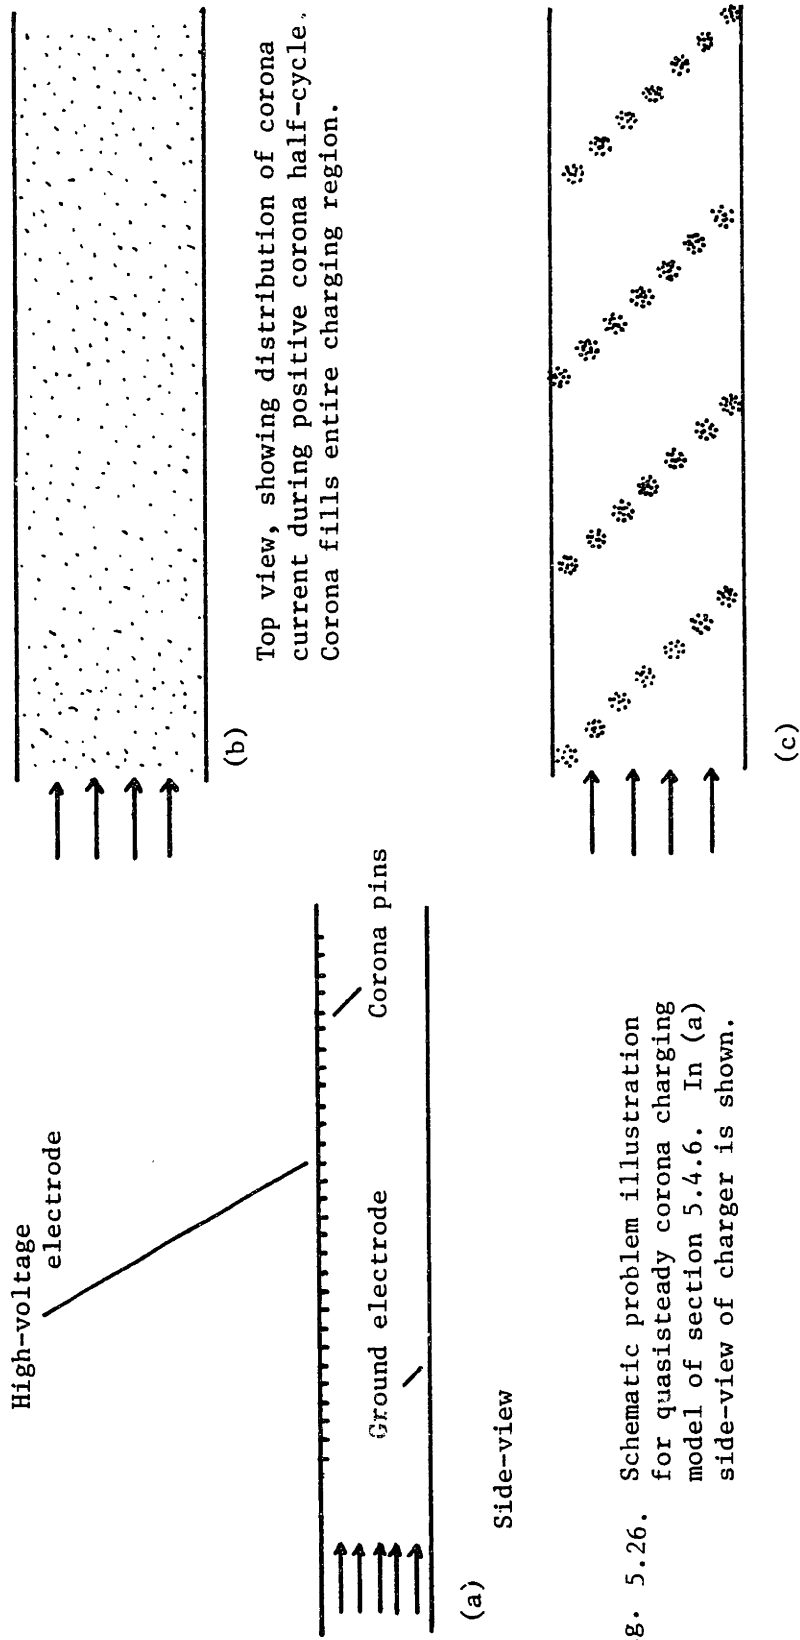 High-voltage
electrode
Corona pins
Ground electrode
Side-view
(a)
Top view, showing distribution of corona
current during positive corona half-cycle.
Corona fills entire charging region.
(b)
(c)
g. 5.26. Schematic problem illustration
for quasisteady corona charging
model of section 5.4.6. In (a)
side-view of charger is shown.